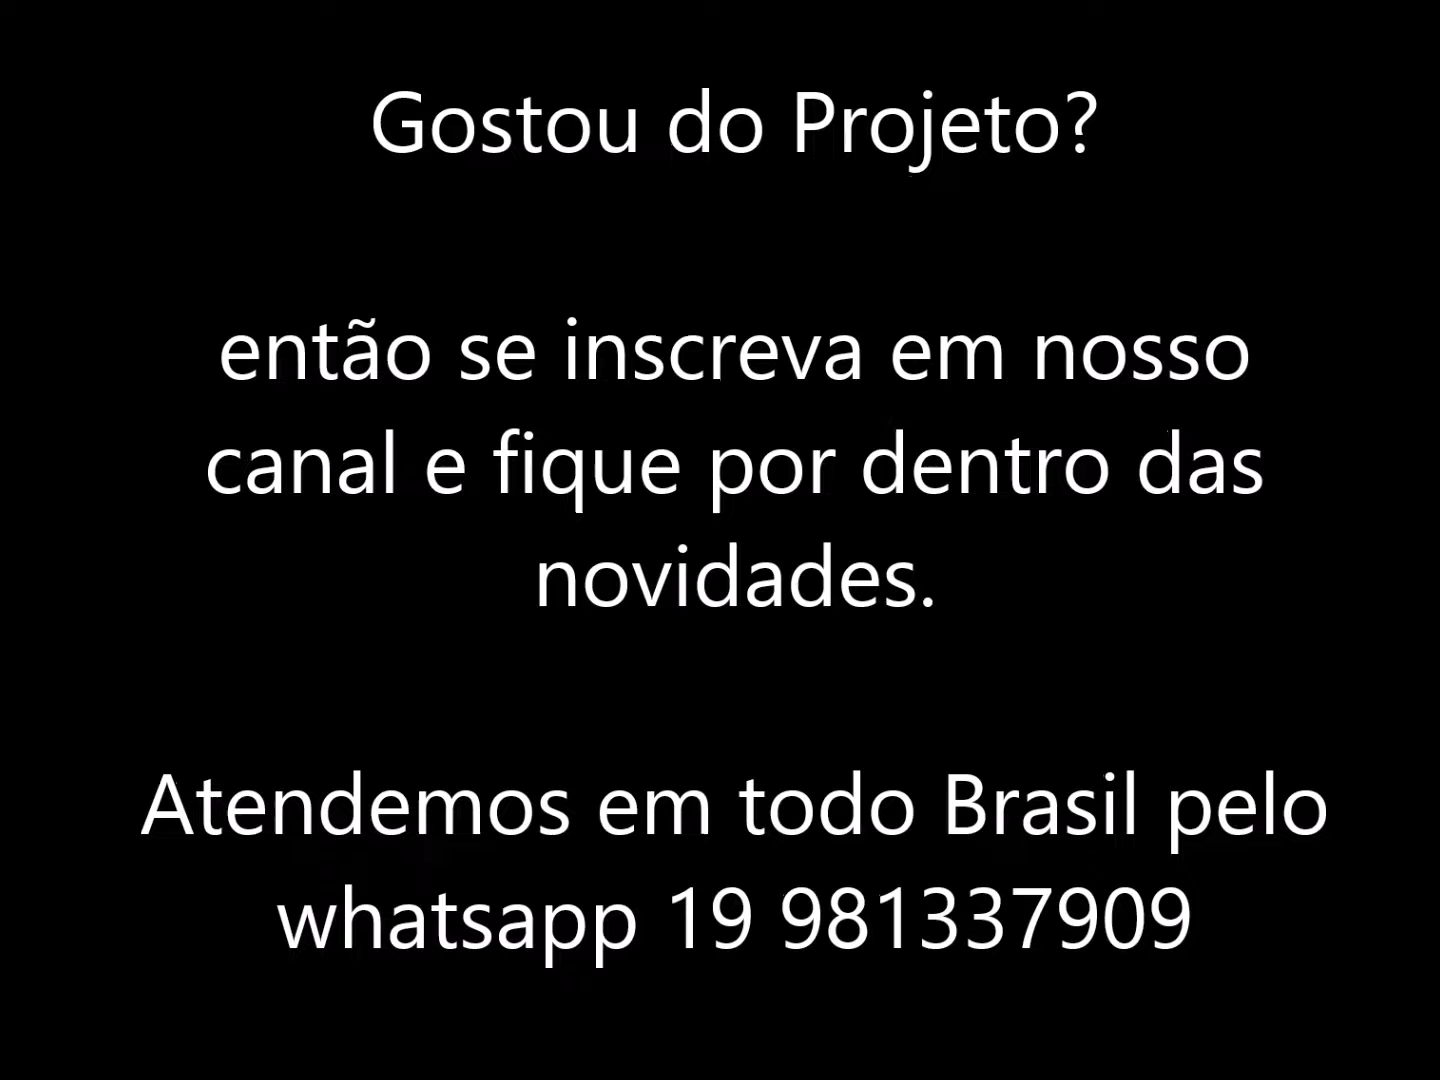 Gostou do Projeto?
então se inscreva em nosso
canal e fique por dentro das
novidades.
Atendemos em todo Brasil pelo
whatsapp 19 981337909